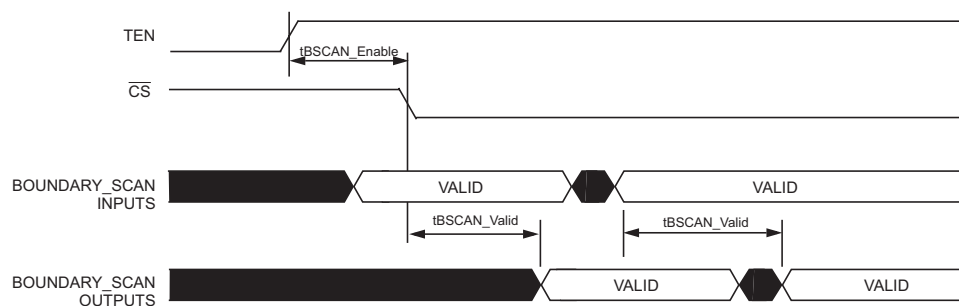 TEN
tBSCAN_Enable
CS
BOUNDARY_SCAN
INPUTS
VALID
VALID
tBSCAN_Valid
tBSCAN_Valid
BOUNDARY_SCAN
OUTPUTS
VALID
VALID